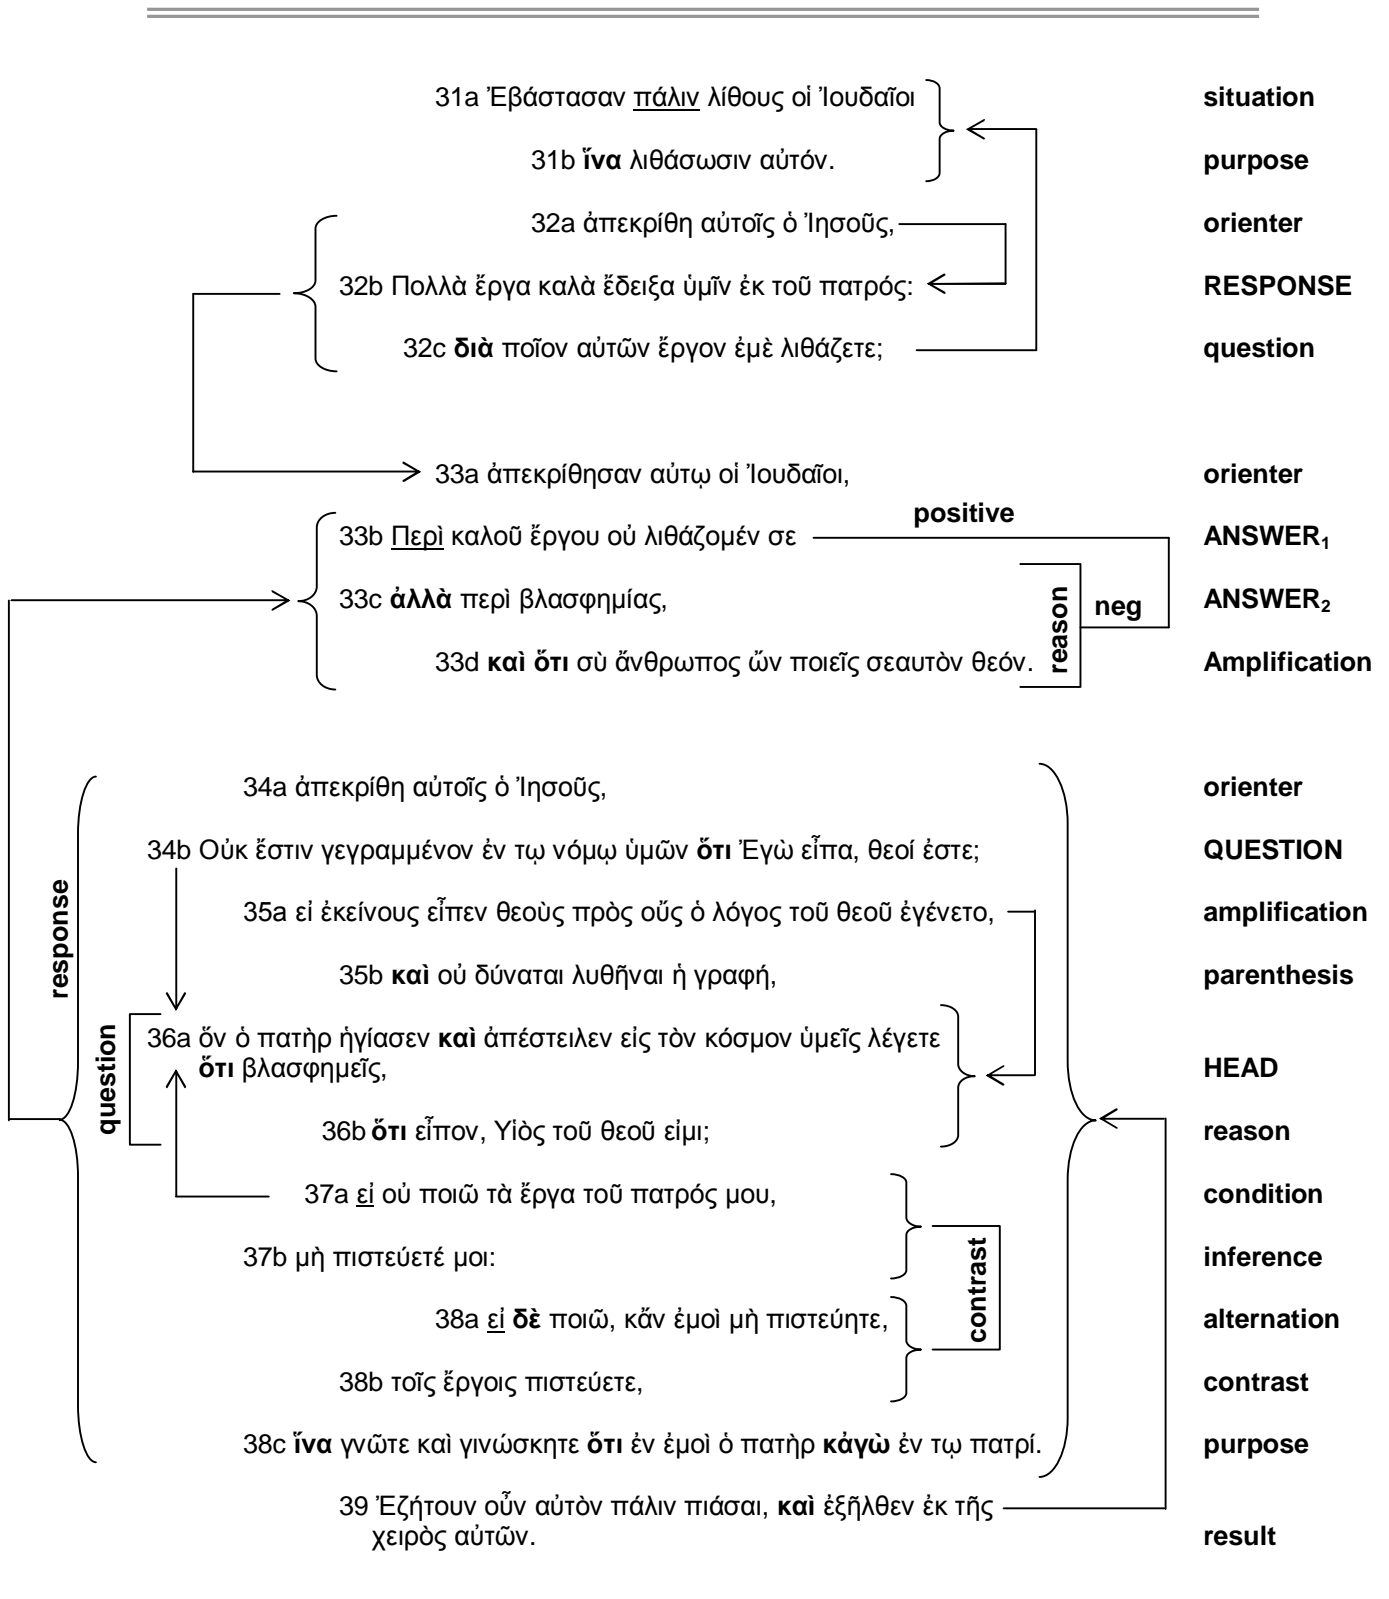 31a Ἐβάστασαν πάλιν λίθους οἱ Ἰουδαῖοι situation
31b ἵνα λιθάσωσιν αὐτόν. purpose
32a ἀπεκρίθη αὐτοῖς ὁ Ἰησοῦς, orienter
32b Πολλὰ ἔργα καλὰ ἔδειξα ὑμῖν ἐκ τοῦ πατρός: RESPONSE
32c διὰ ποῖον αὐτῶν ἔργον ἐμὲ λιθάζετε; question
33a ἀπεκρίθησαν αὐτῳ οἱ Ἰουδαῖοι, orienter
positive
33b Περὶ καλοῦ ἔργου οὐ λιθάζομέν σε ANSWER₁
33c ἀλλὰ περὶ βλασφημίας, ANSWER₂
reason
neg
33d καὶ ὅτι σὺ ἄνθρωπος ὤν ποιεῖς σεαυτὸν θεόν. Amplification
34a ἀπεκρίθη αὐτοῖς ὁ Ἰησοῦς, orienter
34b Οὐκ ἔστιν γεγραμμένον ἐν τῳ νόμῳ ὑμῶν ὅτι Ἐγὼ εἶπα, θεοί ἐστε; QUESTION
response
35a εἰ ἐκείνους εἶπεν θεοὺς πρὸς οὕς ὁ λόγος τοῦ θεοῦ ἐγένετο, amplification
35b καὶ οὐ δύναται λυθῆναι ἡ γραφή, parenthesis
question
36a ὅν ὁ πατὴρ ἡγίασεν καὶ ἀπέστειλεν εἰς τὸν κόσμον ὑμεῖς λέγετε
ὅτι βλασφημεῖς, HEAD
36b ὅτι εἶπον, Υἱὸς τοῦ θεοῦ εἰμι; reason
37a εἰ οὐ ποιῶ τὰ ἔργα τοῦ πατρός μου, condition
37b μὴ πιστεύετέ μοι: inference
contrast
38a εἰ δὲ ποιῶ, κἄν ἐμοὶ μὴ πιστεύητε, alternation
38b τοῖς ἔργοις πιστεύετε, contrast
38c ἵνα γνῶτε καὶ γινώσκητε ὅτι ἐν ἐμοὶ ὁ πατὴρ κἀγὼ ἐν τῳ πατρί. purpose
39 Ἐζήτουν οὖν αὐτὸν πάλιν πιάσαι, καὶ ἐξῆλθεν ἐκ τῆς
χειρὸς αὐτῶν. result